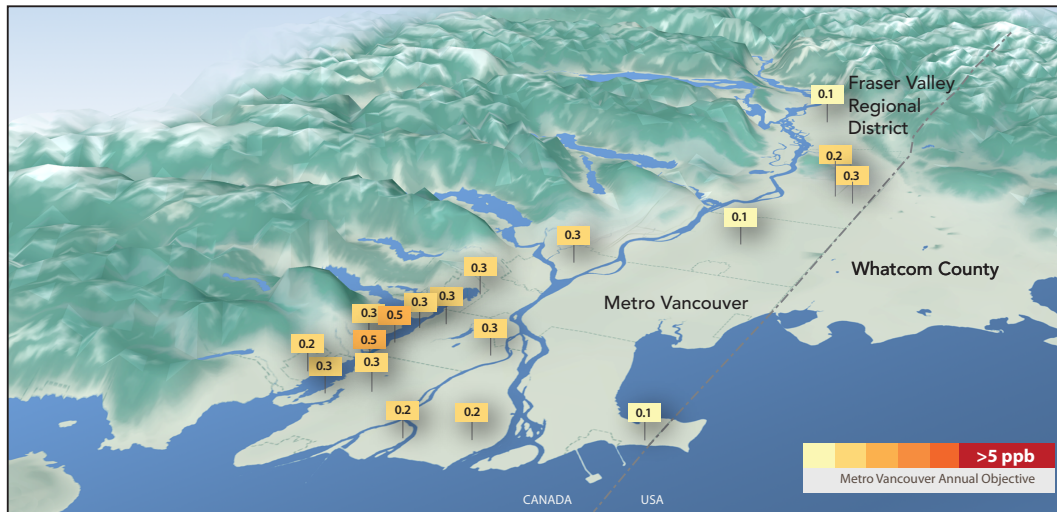 0.1
Fraser Valley
Regional
District
0.2
0.3
0.1
0.3
Whatcom County
0.3
Metro Vancouver
0.3
0.3
0.5
0.3
0.3
0.5
0.2
0.3
0.3
0.2
0.2
0.1
>5 ppb
Metro Vancouver Annual Objective
CANADA
USA